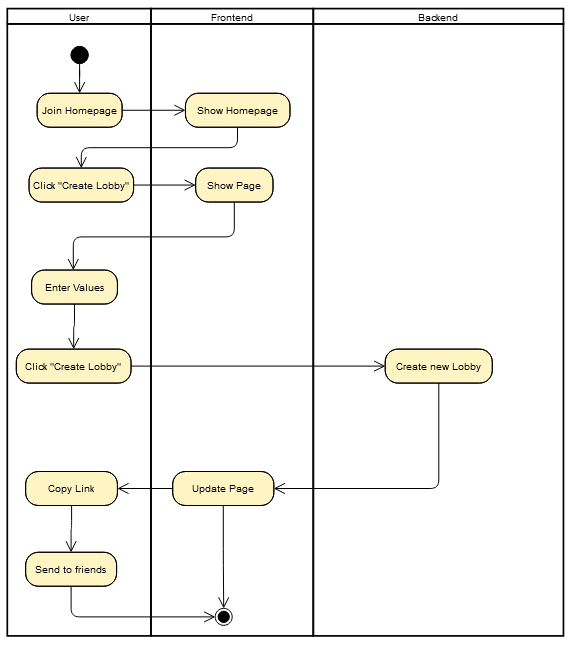 User
Frontend
Backend
Join Homepage
Show Homepage
Click "Create Lobby"
Show Page
Enter Values
Click "Create Lobby"
Create new Lobby
Copy Link
Update Page
Send to friends